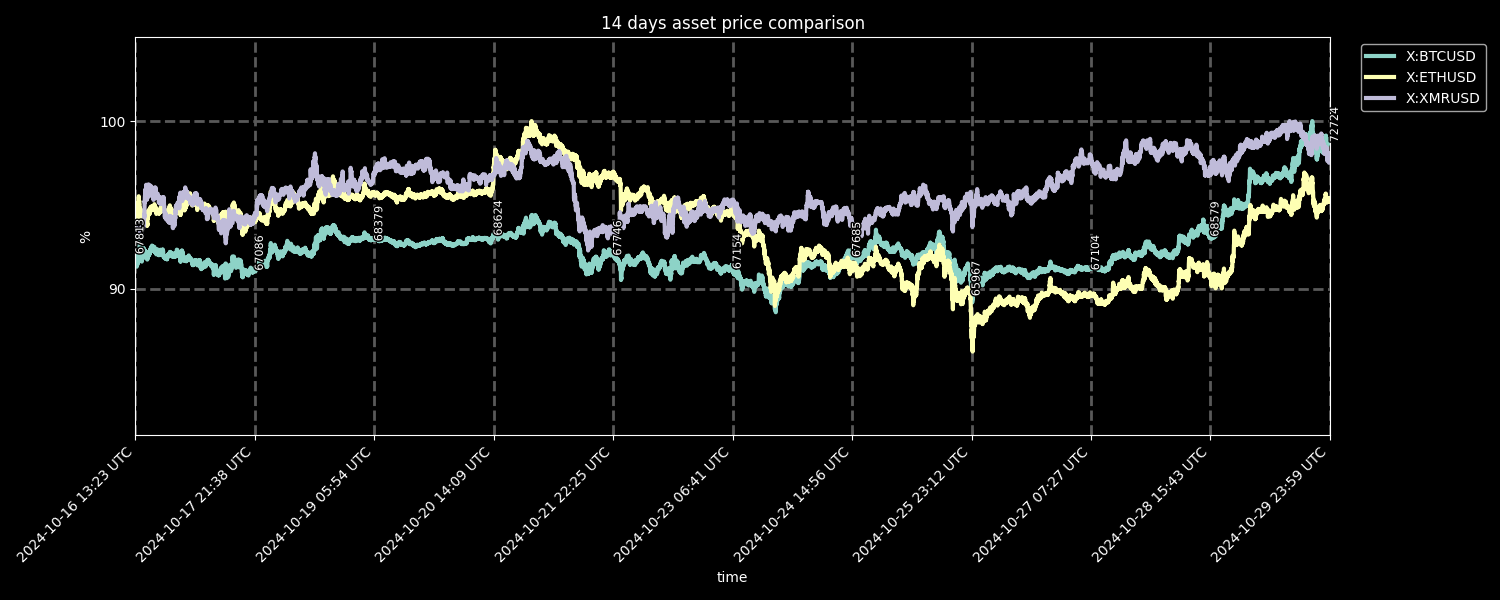 14 days asset price comparison
X:BTCUSD
X:ETHUSD
X:XMRUSD
100
90
%
67813
67086
68379
68624
67746
67154
67685
65967
67104
68579
72724
2024-10-16 13:23 UTC
2024-10-17 21:38 UTC
2024-10-19 05:54 UTC
2024-10-20 14:09 UTC
2024-10-21 22:25 UTC
2024-10-23 06:41 UTC
2024-10-24 14:56 UTC
2024-10-25 23:12 UTC
2024-10-27 07:27 UTC
2024-10-28 15:43 UTC
2024-10-29 23:59 UTC
time